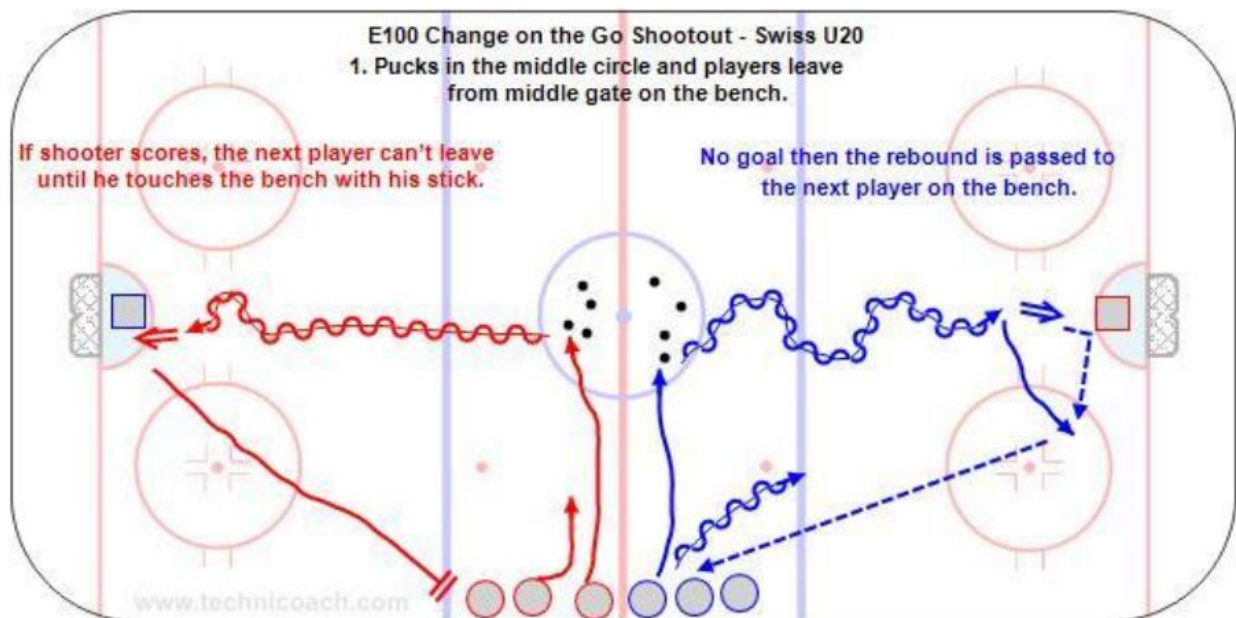 E100 Change on the Go Shootout - Swiss U20
1. Pucks in the middle circle and players leave
from middle gate on the bench.
If shooter scores, the next player can't leave
until he touches the bench with his stick.
No goal then the rebound is passed to
the next player on the bench.
www.technicoach.com